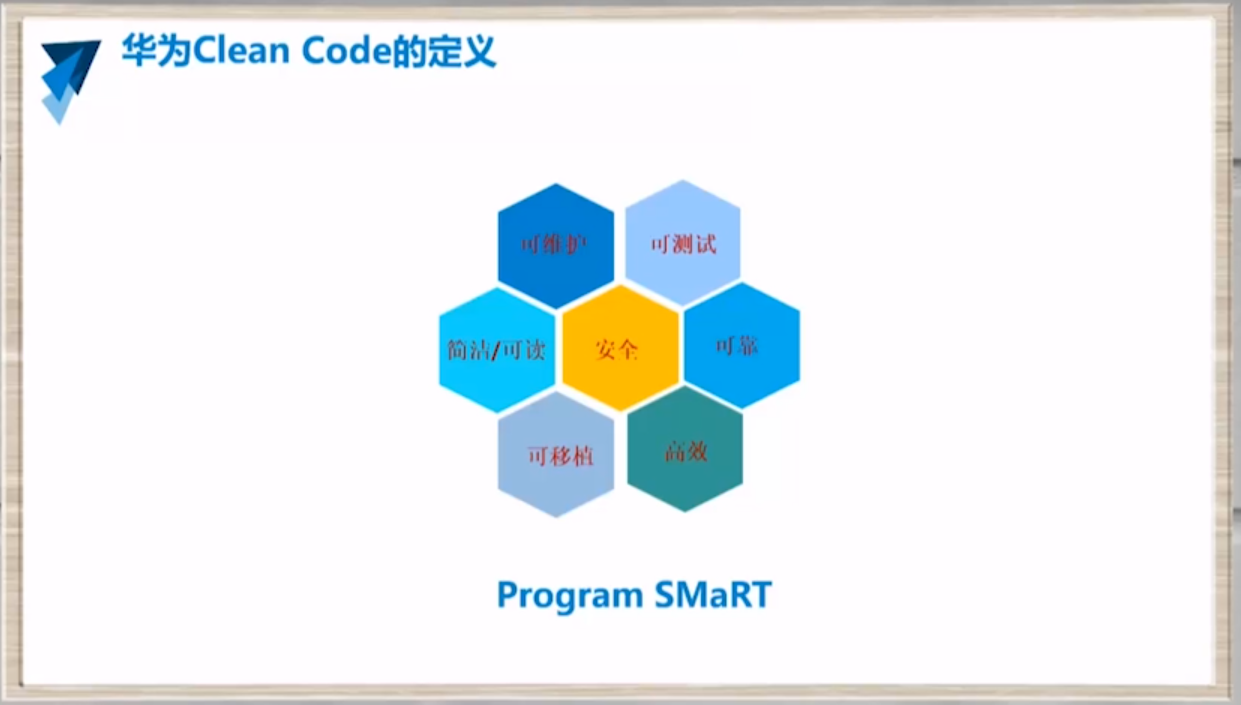 华为Clean Code的定义
可维护
可测试
简洁/可读
安全
可靠
可移植
高效
Program SMaRT